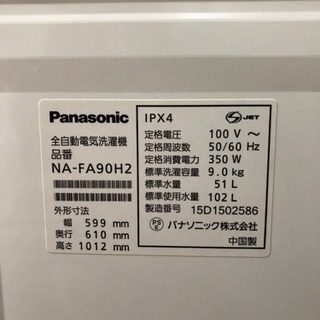 Panasonic
全自動電気洗濯機
品番
NA-FA90H2
外形寸法
幅 599 mm
奥行 610 mm
高さ 1012 mm
IPX4
S JET
定格電圧 100 V ～
定格周波数 50/60 Hz
定格消費電力 350 W
標準洗濯容量 9.0 kg
標準水量 51 L
標準使用水量 102 L
製造番号 15D1502586
PS E パナソニック株式会社
中国製